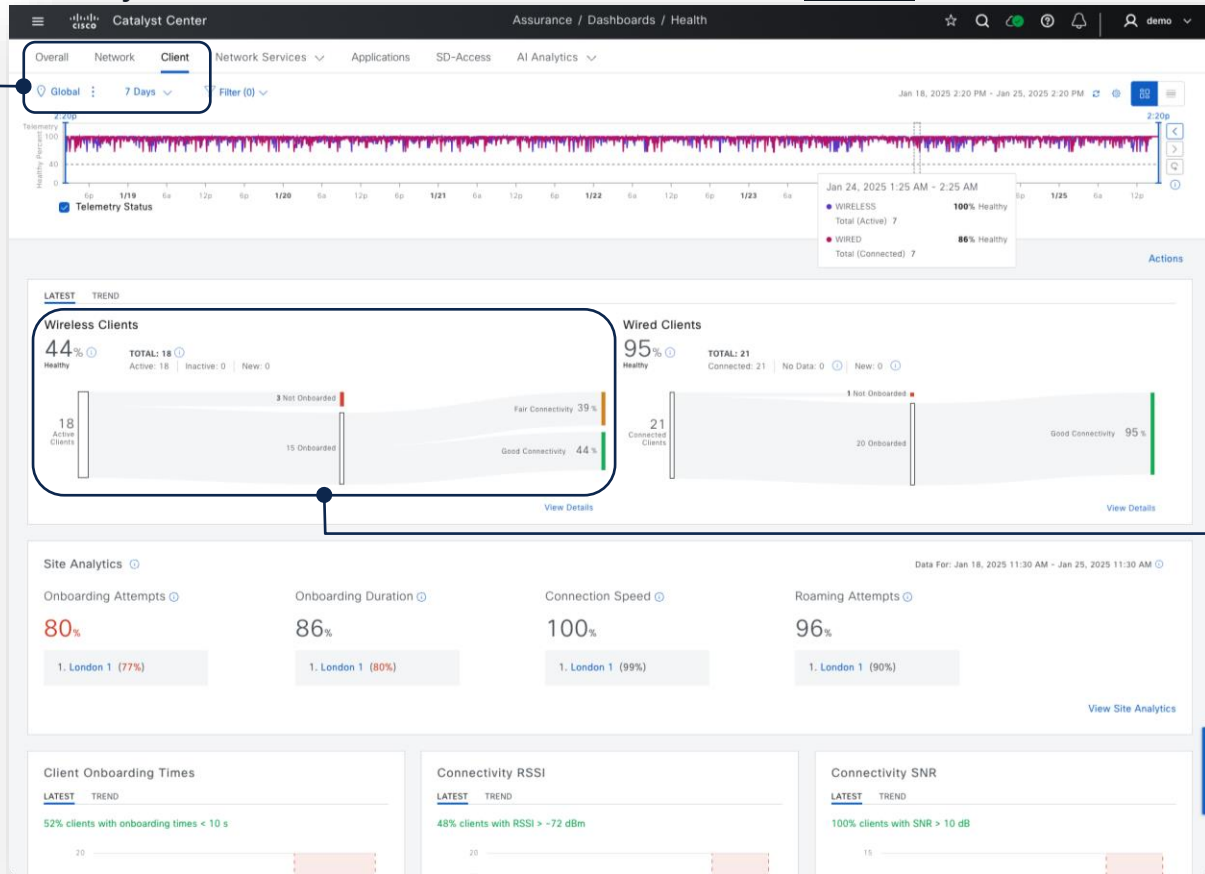 cisco Catalyst Center Assurance / Dashboards / Health demo
Overall Network Client Network Services Applications SD-Access AI Analytics
Global 7 Days Filter (0) Jan 18, 2025 2:20 PM - Jan 25, 2025 2:20 PM
2:20p 2:20p
Telemetry
Healthy Percent
100
40
0
6p 1/19 6a 12p 6p 1/20 6a 12p 6p 1/21 6a 12p 6p 1/22 6a 12p 6p 1/23 6a 6p 1/25 6a 12p
Telemetry Status
Jan 24, 2025 1:25 AM - 2:25 AM
WIRELESS 100% Healthy
Total (Active) 7
WIRED 86% Healthy
Total (Connected) 7
Actions
LATEST TREND
Wireless Clients
44%
Healthy
TOTAL: 18
Active: 18 | Inactive: 0 | New: 0
3 Not Onboarded
18
Active
Clients
15 Onboarded
Fair Connectivity 39 %
Good Connectivity 44 %
View Details
Wired Clients
95%
Healthy
TOTAL: 21
Connected: 21 | No Data: 0 | New: 0
1 Not Onboarded
21
Connected
Clients
20 Onboarded
Good Connectivity 95 %
View Details
Site Analytics
Data For: Jan 18, 2025 11:30 AM - Jan 25, 2025 11:30 AM
Onboarding Attempts Onboarding Duration Connection Speed Roaming Attempts
80% 86% 100% 96%
1. London 1 (77%) 1. London 1 (80%) 1. London 1 (99%) 1. London 1 (90%)
View Site Analytics
Client Onboarding Times Connectivity RSSI Connectivity SNR
LATEST TREND LATEST TREND LATEST TREND
52% clients with onboarding times < 10 s 48% clients with RSSI > -72 dBm 100% clients with SNR > 10 dB
20 20 15